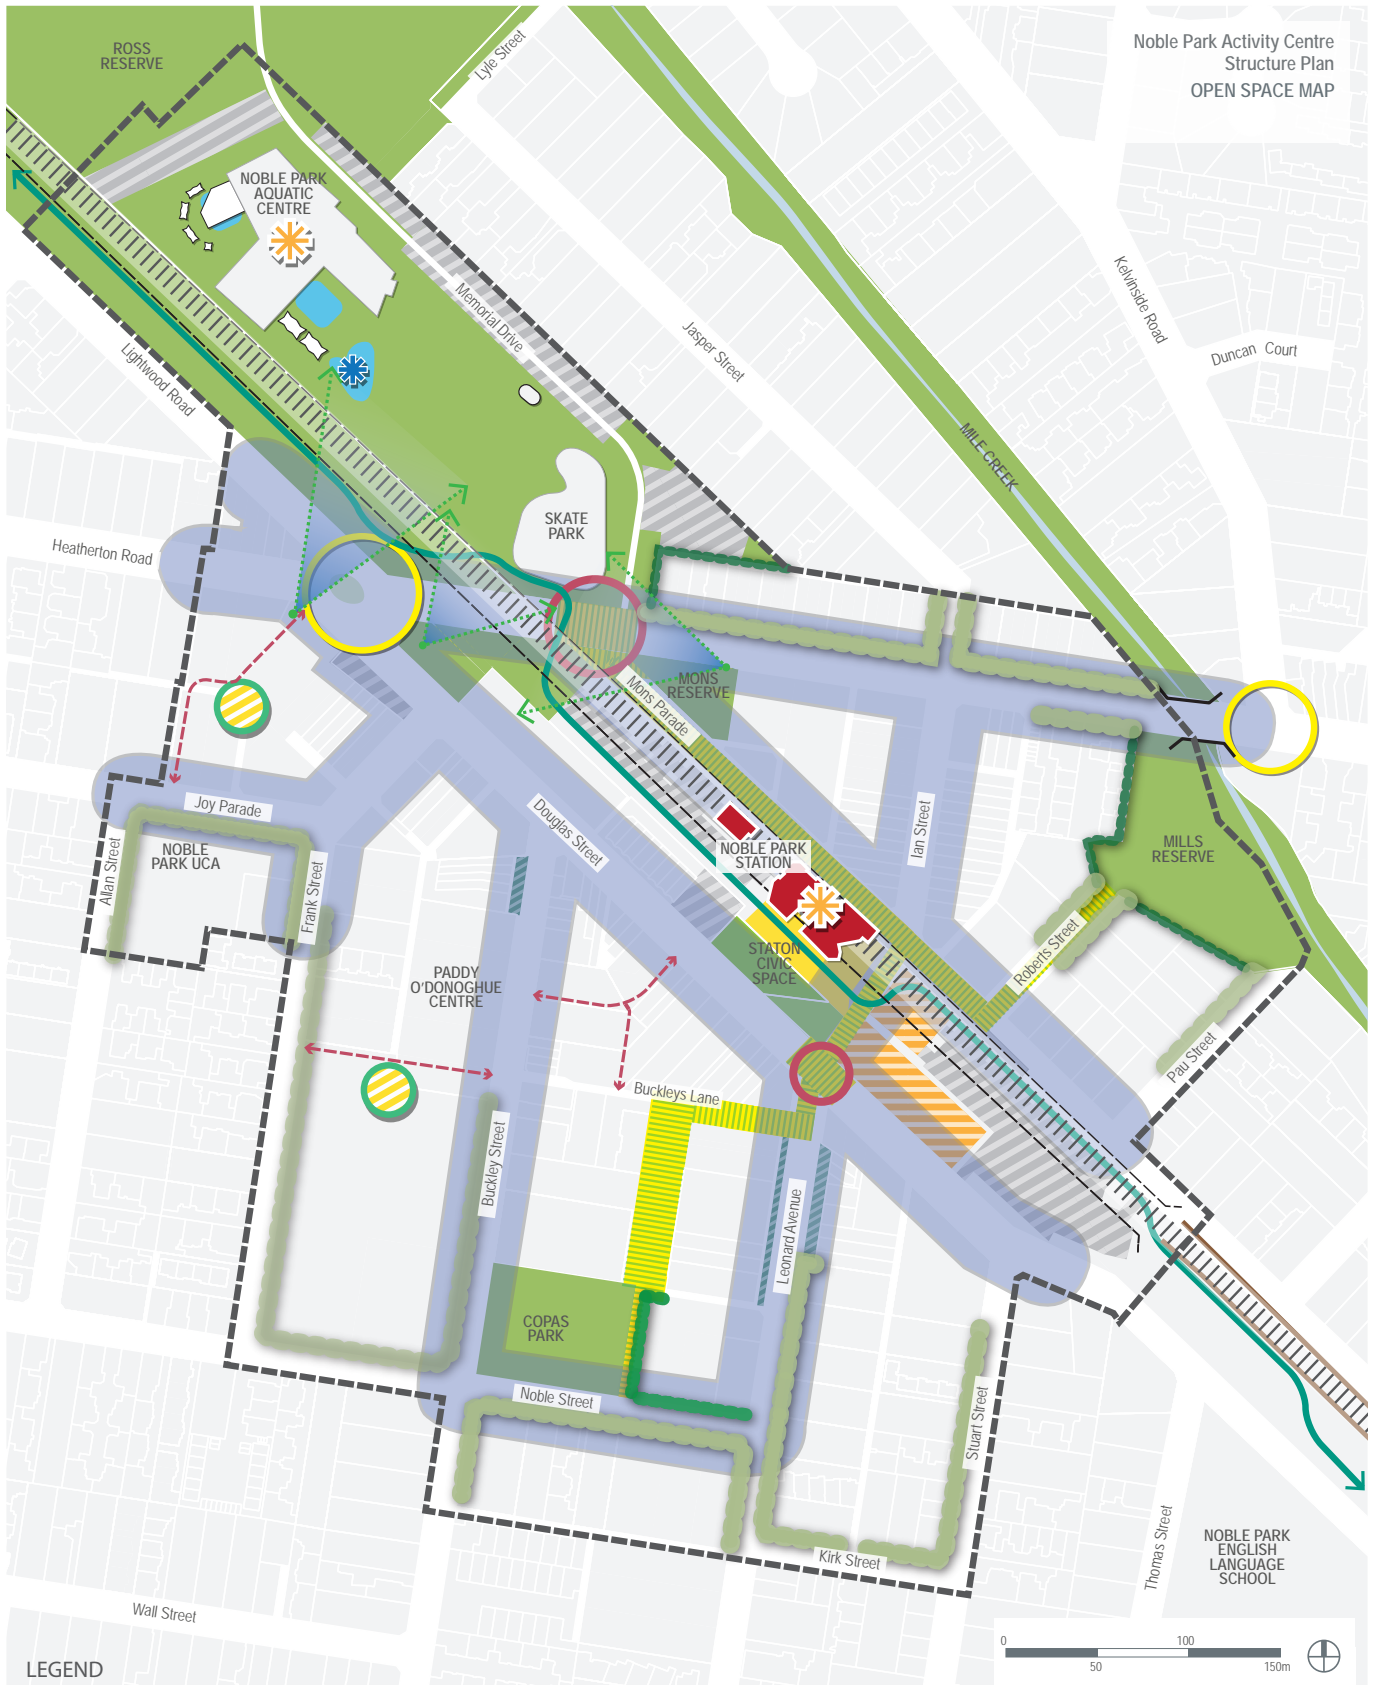 Noble Park Activity Centre
Structure Plan
OPEN SPACE MAP
ROSS
RESERVE
Lyle Street
NOBLE PARK
AQUATIC
CENTRE
Memorial Drive
Kelvinside Road
Jasper Street
Duncan Court
Lightwood Road
MILE CREEK
SKATE
PARK
Heatherton Road
MONS
RESERVE
Mons Parade
Joy Parade
Douglas Street
Ian Street
NOBLE
PARK UCA
NOBLE PARK
STATION
MILLS
RESERVE
Allan Street
Frank Street
STATON
CIVIC
SPACE
Roberts Street
PADDY
O'DONOGHUE
CENTRE
Pau Street
Buckleys Lane
Buckley Street
Leonard Avenue
COPAS
PARK
Noble Street
Stuart Street
Kirk Street
Thomas Street
NOBLE PARK
ENGLISH
LANGUAGE
SCHOOL
Wall Street
0 100
50 150m
LEGEND